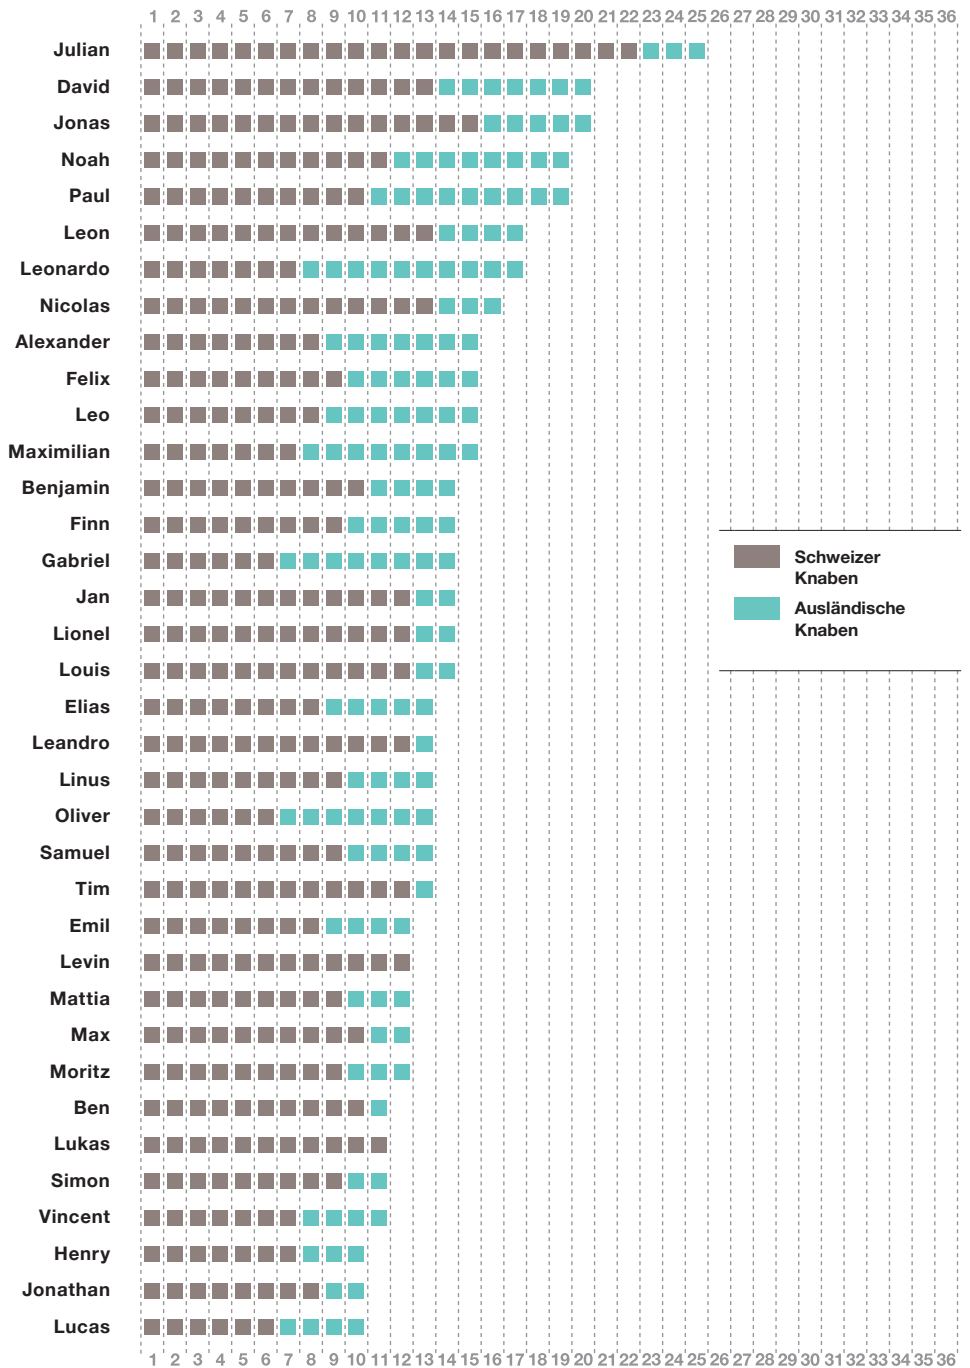 1 2 3 4 5 6 7 8 9 10 11 12 13 14 15 16 17 18 19 20 21 22 23 24 25 26 27 28 29 30 31 32 33 34 35 36
Julian
David
Jonas
Noah
Paul
Leon
Leonardo
Nicolas
Alexander
Felix
Leo
Maximilian
Benjamin
Finn
Gabriel
Jan
Lionel
Louis
Elias
Leandro
Linus
Oliver
Samuel
Tim
Emil
Levin
Mattia
Max
Moritz
Ben
Lukas
Simon
Vincent
Henry
Jonathan
Lucas
Schweizer
Knaben
Ausländische
Knaben
1 2 3 4 5 6 7 8 9 10 11 12 13 14 15 16 17 18 19 20 21 22 23 24 25 26 27 28 29 30 31 32 33 34 35 36